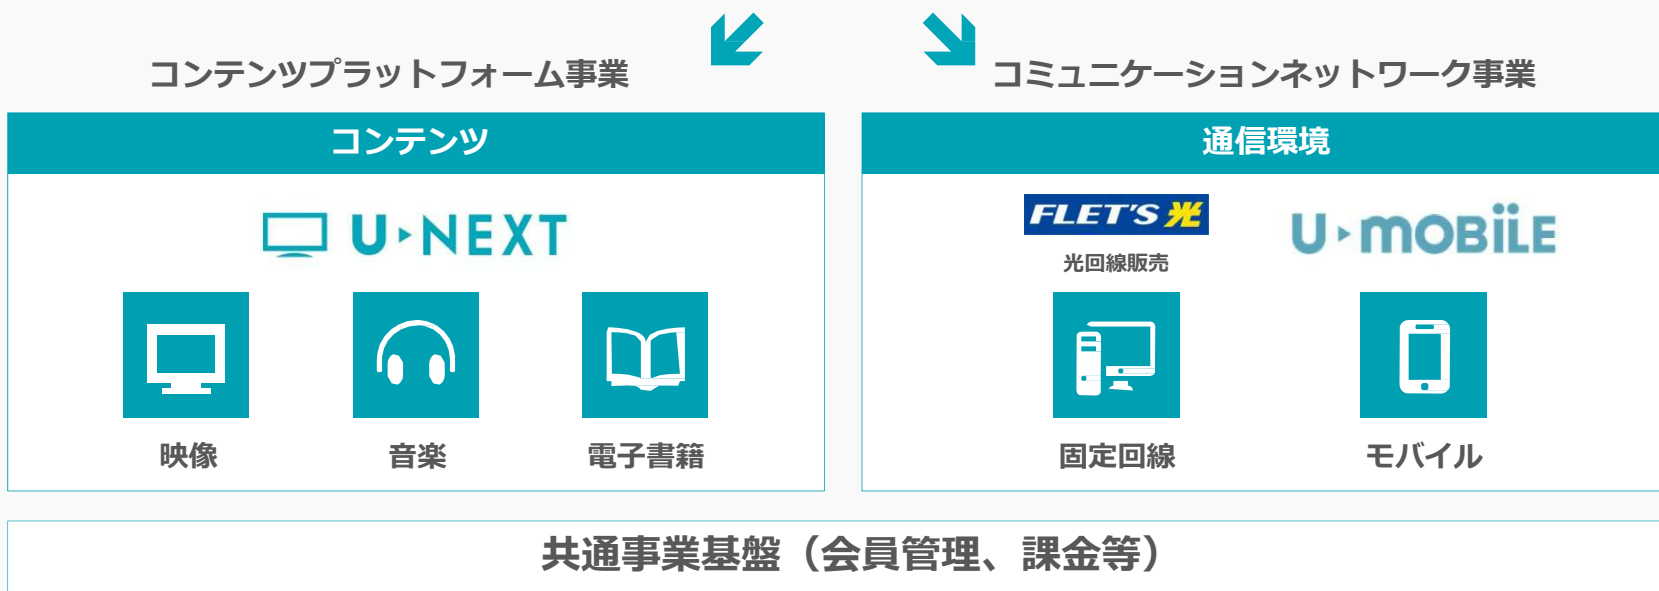 コンテンツプラットフォーム事業
コミュニケーションネットワーク事業
コンテンツ
U NEXT
映像
音楽
電子書籍
通信環境
FLET'S 光
光回線販売
U mobile
固定回線
モバイル
共通事業基盤（会員管理、課金等）